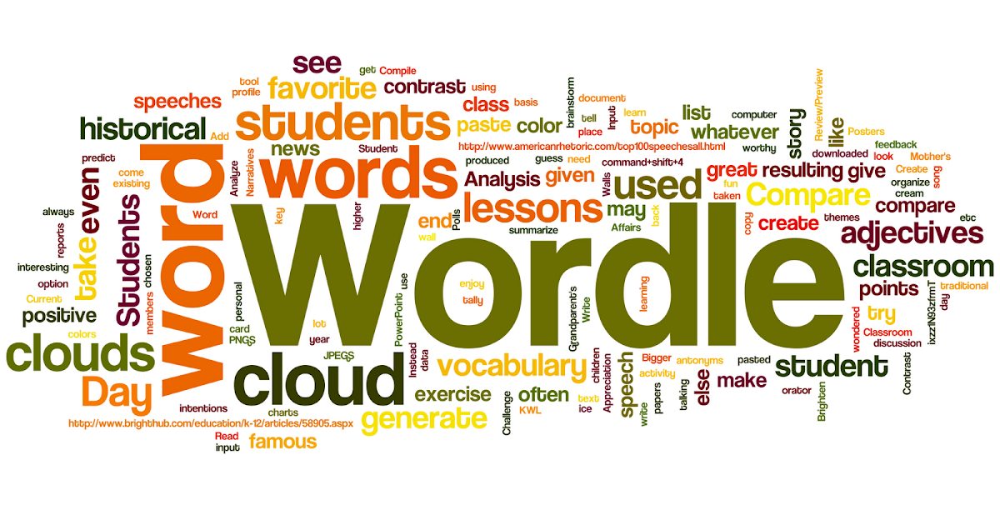 see
get
Compile
tool
profile
favorite
contrast
using
speeches
students
class
basis
brainstorm
document
tell
Input
learn
list
computer
story
Review/Preview
like
Posters
historical
Add
paste
color
place
topic
whatever
worthy
news
Student
http://www.americanrhetoric.com/top100speechesall.html
downloaded
feedback
look
Mother's
predict
word
Analyze
Narratives
words
produced
guess
need
command+shift+4
great
resulting
give
Create
song
come
existing
even
Analysis
given
Walls
used
fun
taken
Compare
organize
cream
compare
always
Students
Word
key
higher
end
Polls
lessons
may
back
Affairs
copy
create
themes
etc
reports
take
wall
summarize
adjectives
interesting
chosen
Wordle
classroom
option
Current
members
personal
use
enjoy
tally
Grandparent's
Write
learning
points
ixzz1N93zfrmT
day
traditional
positive
colors
card
PNGS
lot
year
PowerPoint
wondered
try
Classroom
discussion
clouds
cloud
JPEGS
Instead
data
vocabulary
children
Appreciation
speech
Bigger
antonyms
pasted
student
Contrast
Day
intentions
charts
exercise
often
KWL
text
ice
activity
write
papers
talking
else
make
orator
Brighten
http://www.brighthub.com/education/k-12/articles/58905.aspx
generate
Challenge
Read
input
famous